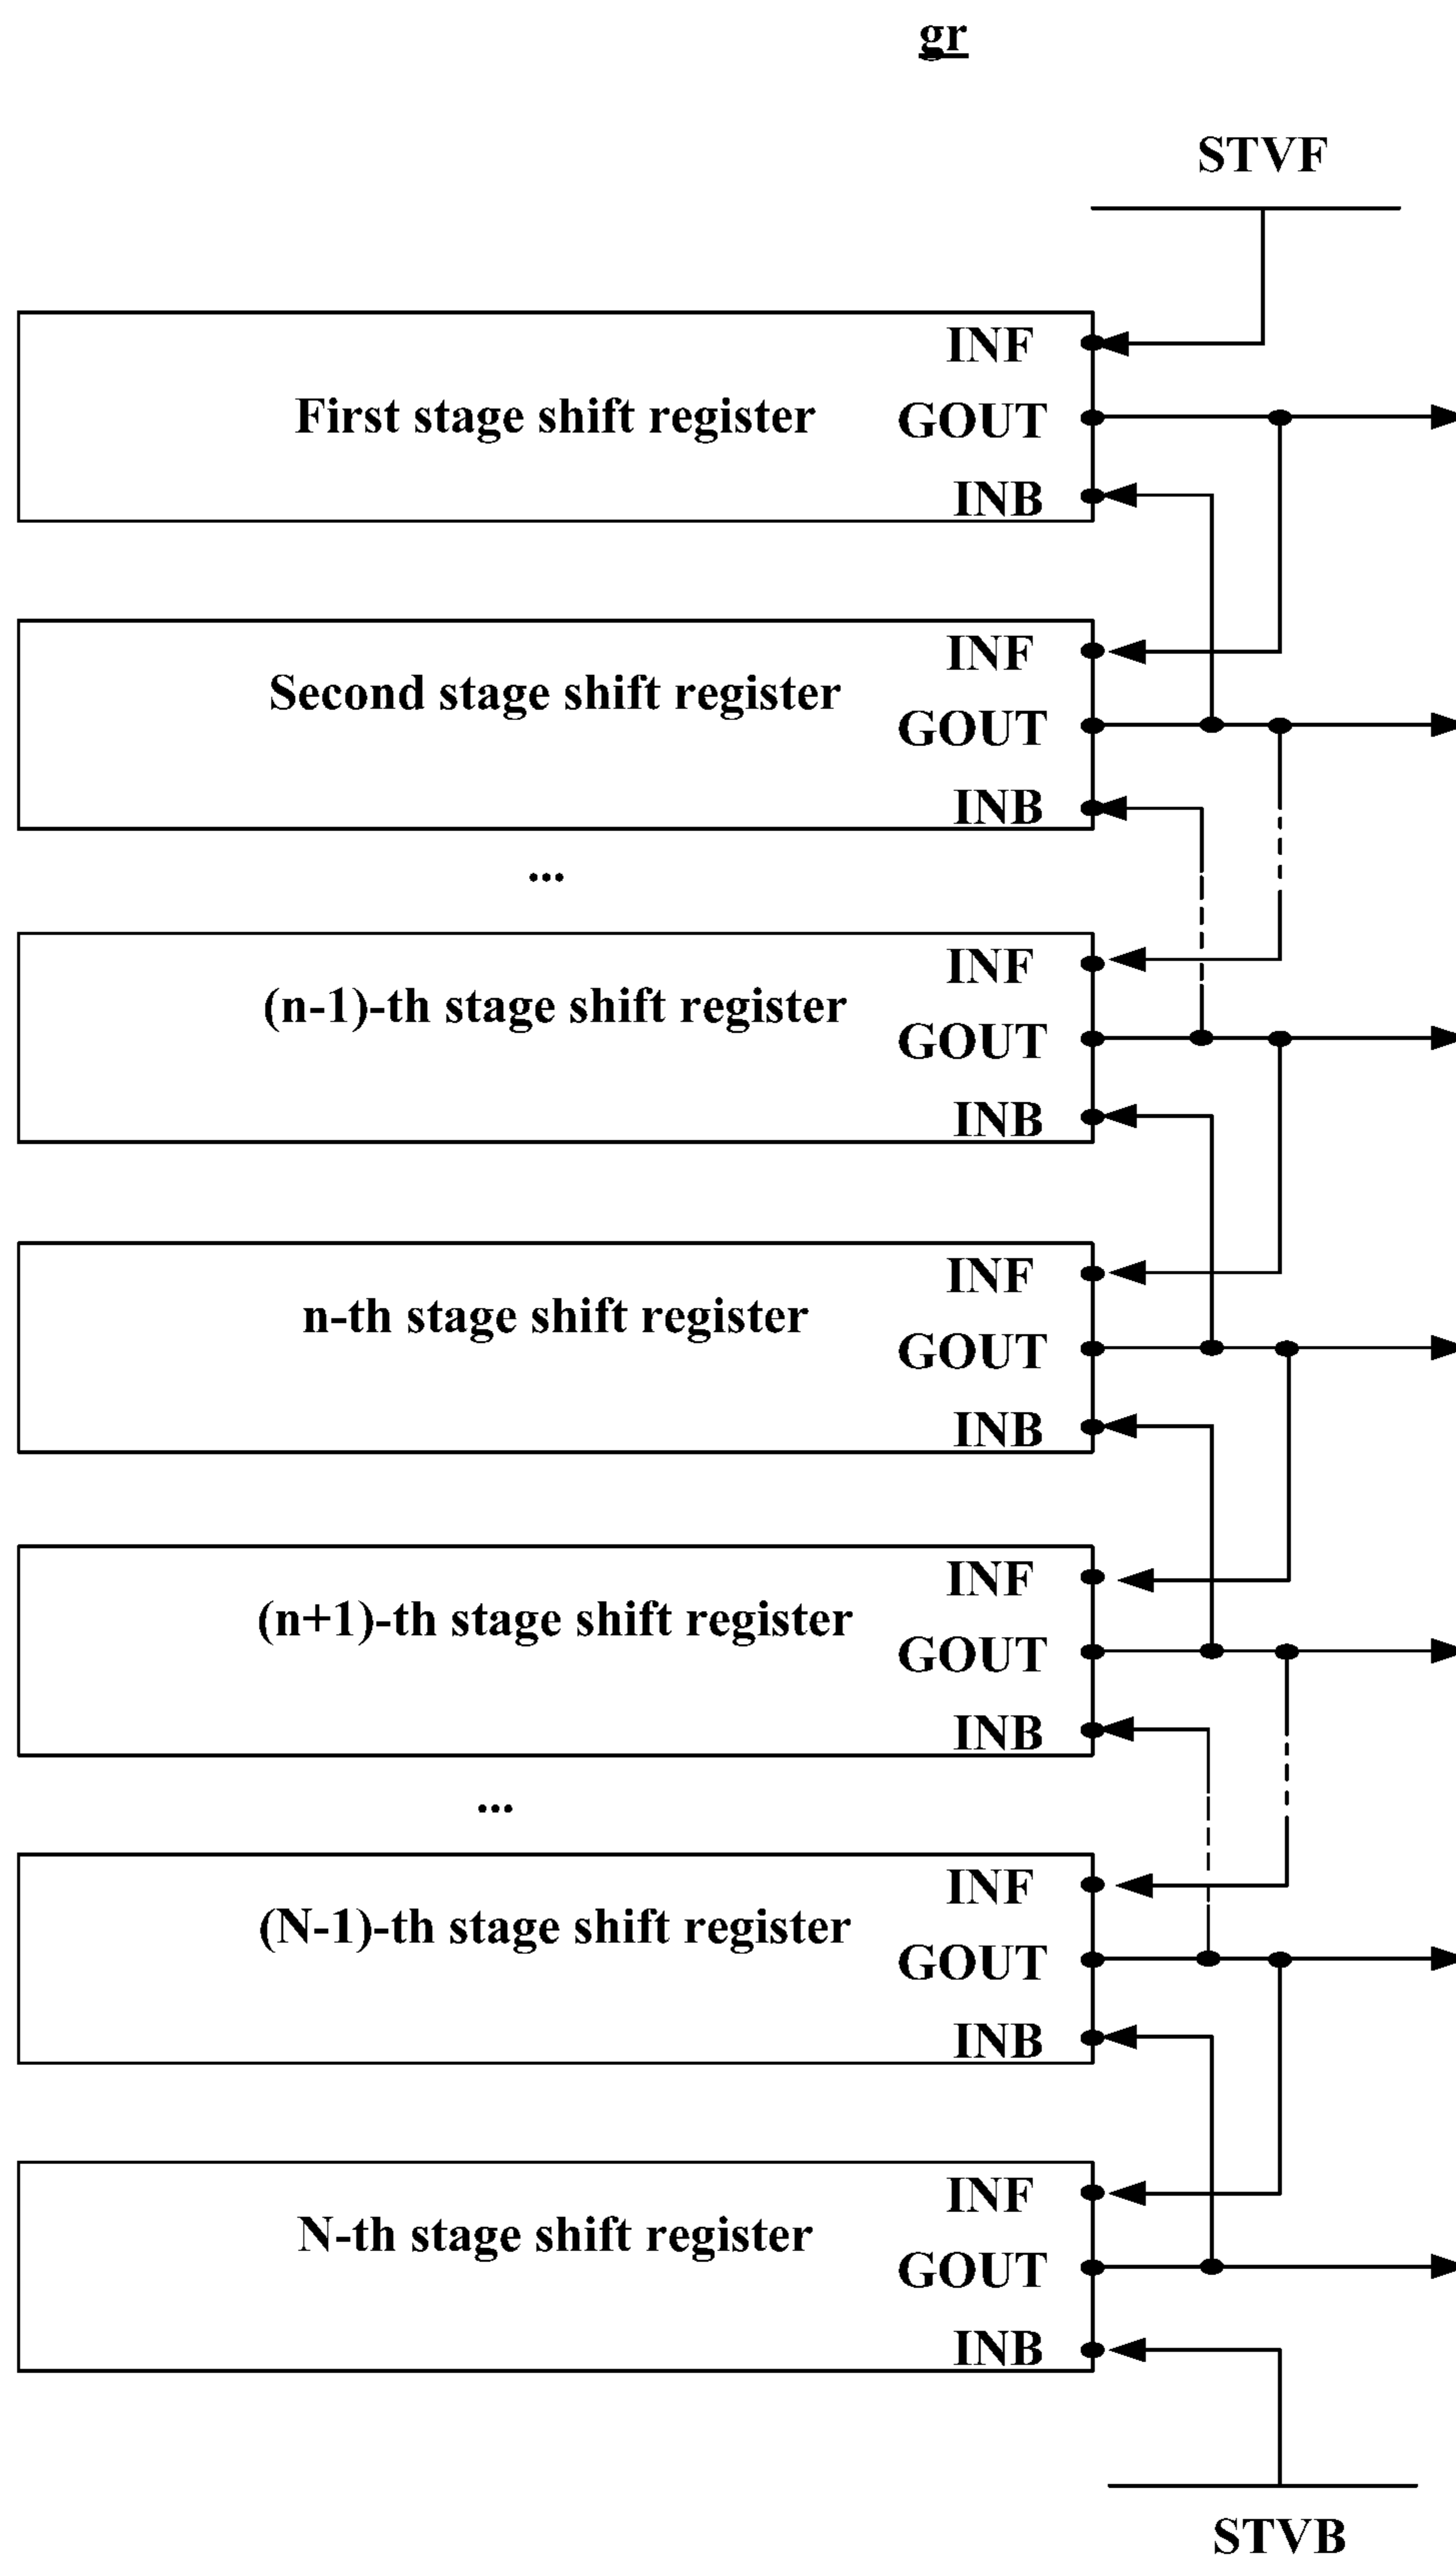 gr
STVF
INF
First stage shift register
GOUT
INB
INF
Second stage shift register
GOUT
INB
...
INF
(n-1)-th stage shift register
GOUT
INB
INF
n-th stage shift register
GOUT
INB
INF
(n+1)-th stage shift register
GOUT
INB
...
INF
(N-1)-th stage shift register
GOUT
INB
INF
N-th stage shift register
GOUT
INB
STVB